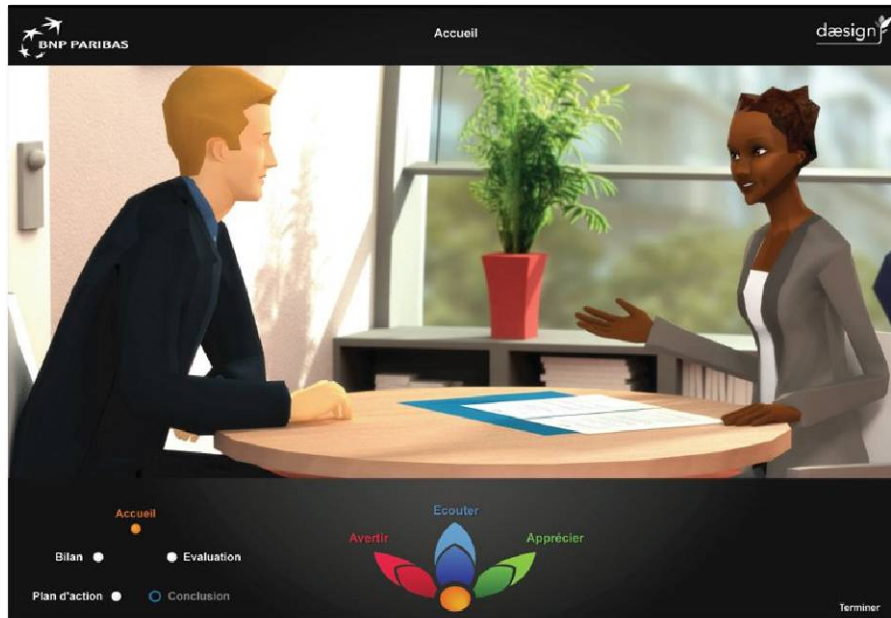 BNP PARIBAS
Accueil
dæsign
Accueil
Bilan
Evaluation
Plan d'action
Conclusion
Ecouter
Avertir
Apprécier
Terminer